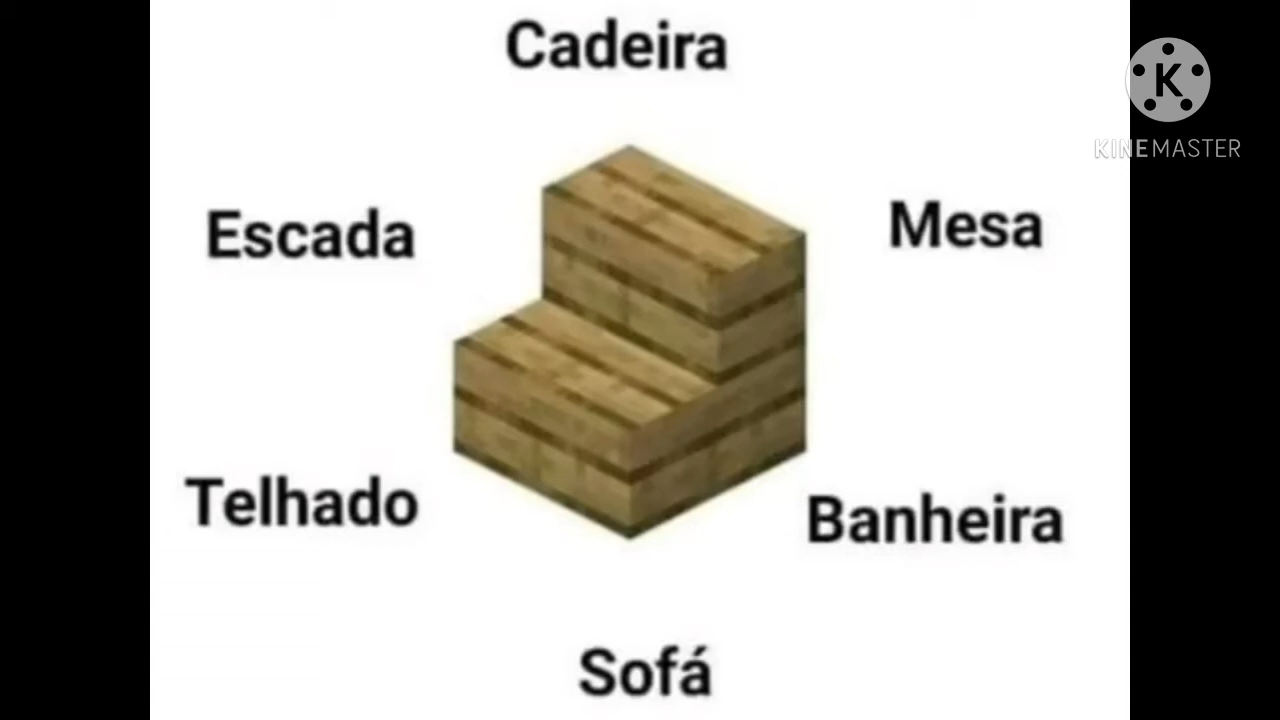 Cadeira
K
KINEMASTER
Escada
Mesa
Telhado
Banheira
Sofá